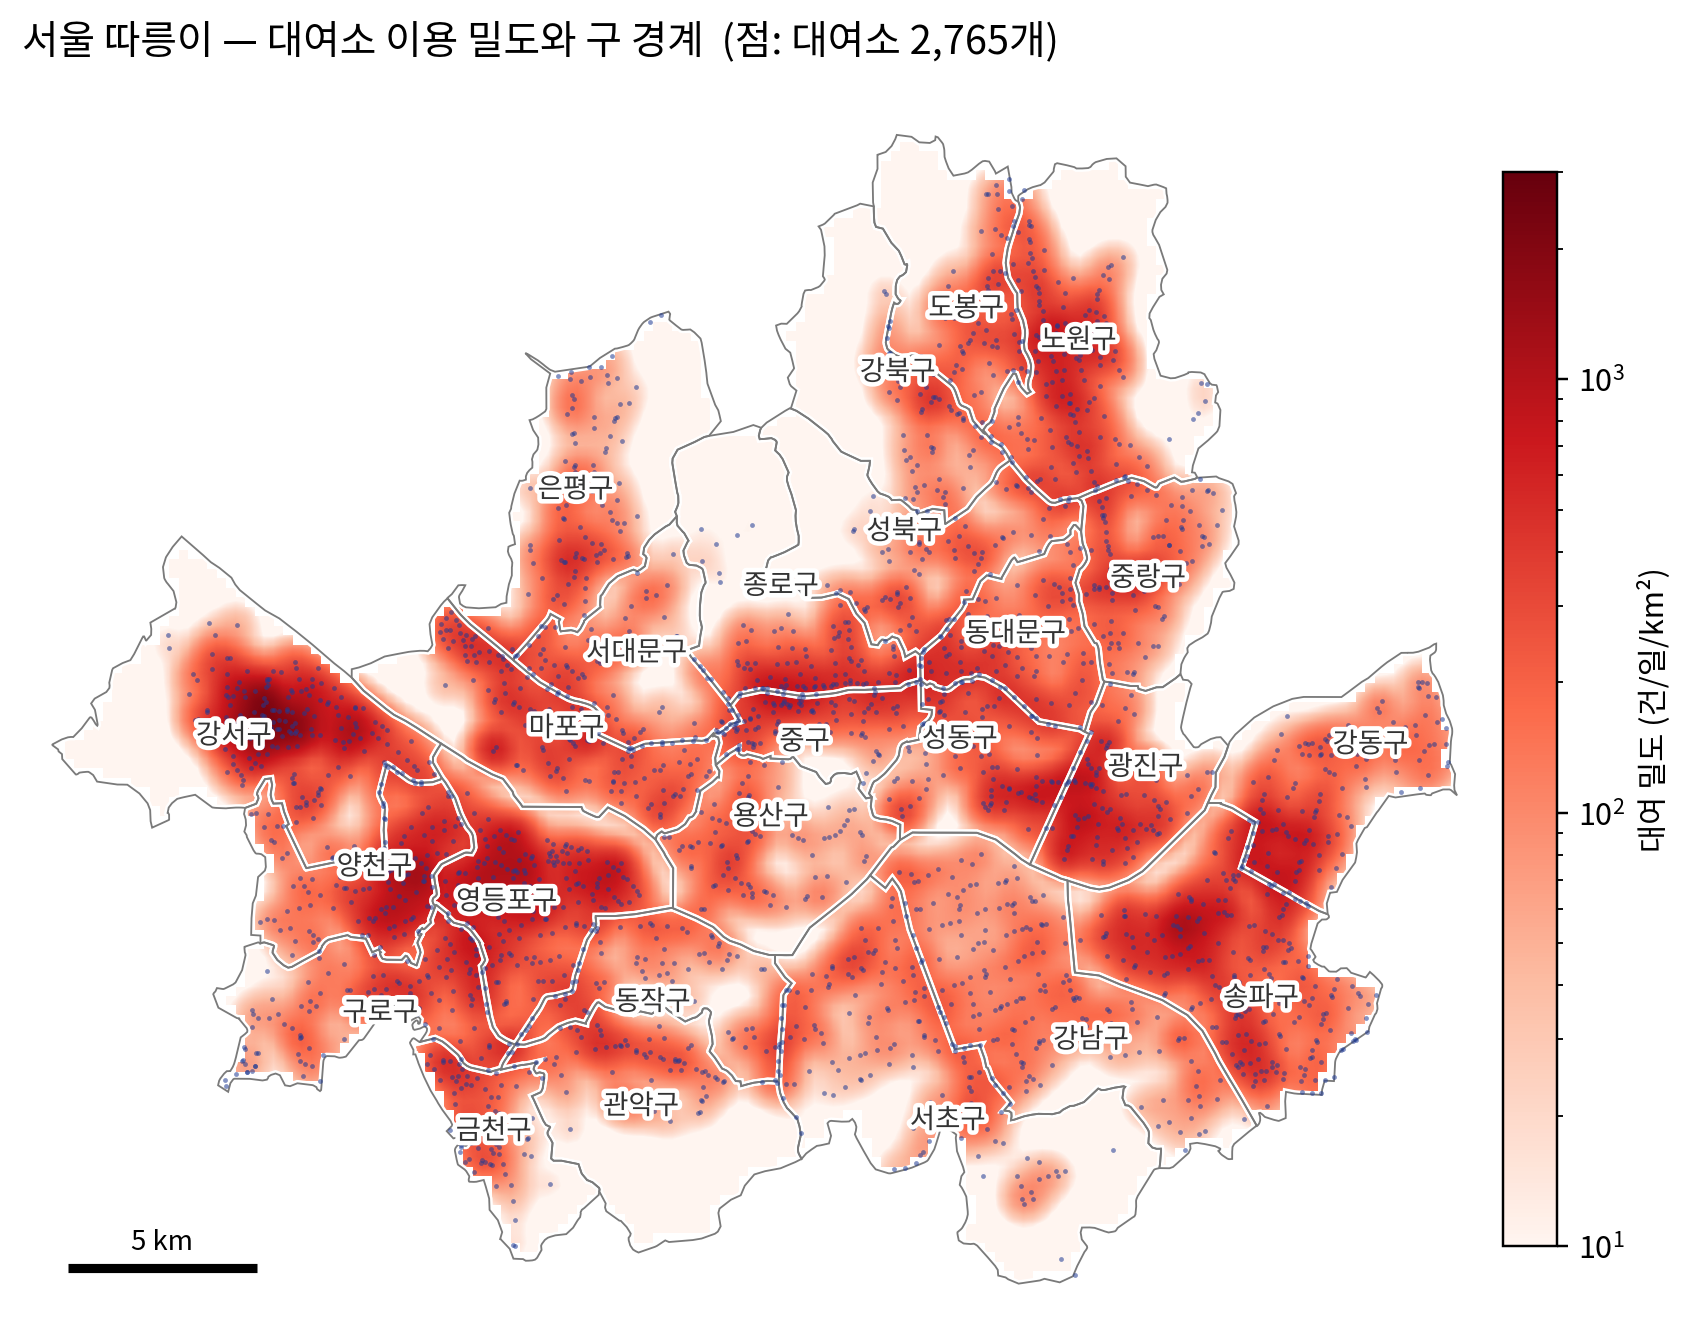 서울 따릉이 — 대여소 이용 밀도와 구 경계 (점: 대여소 2,765개)
도봉구
노원구
강북구
은평구
성북구
중랑구
종로구
동대문구
서대문구
마포구
강서구
중구
성동구
강동구
광진구
용산구
양천구
영등포구
송파구
동작구
구로구
강남구
관악구
서초구
금천구
5 km
10³
10²
10¹
대여 밀도 (건/일/km²)